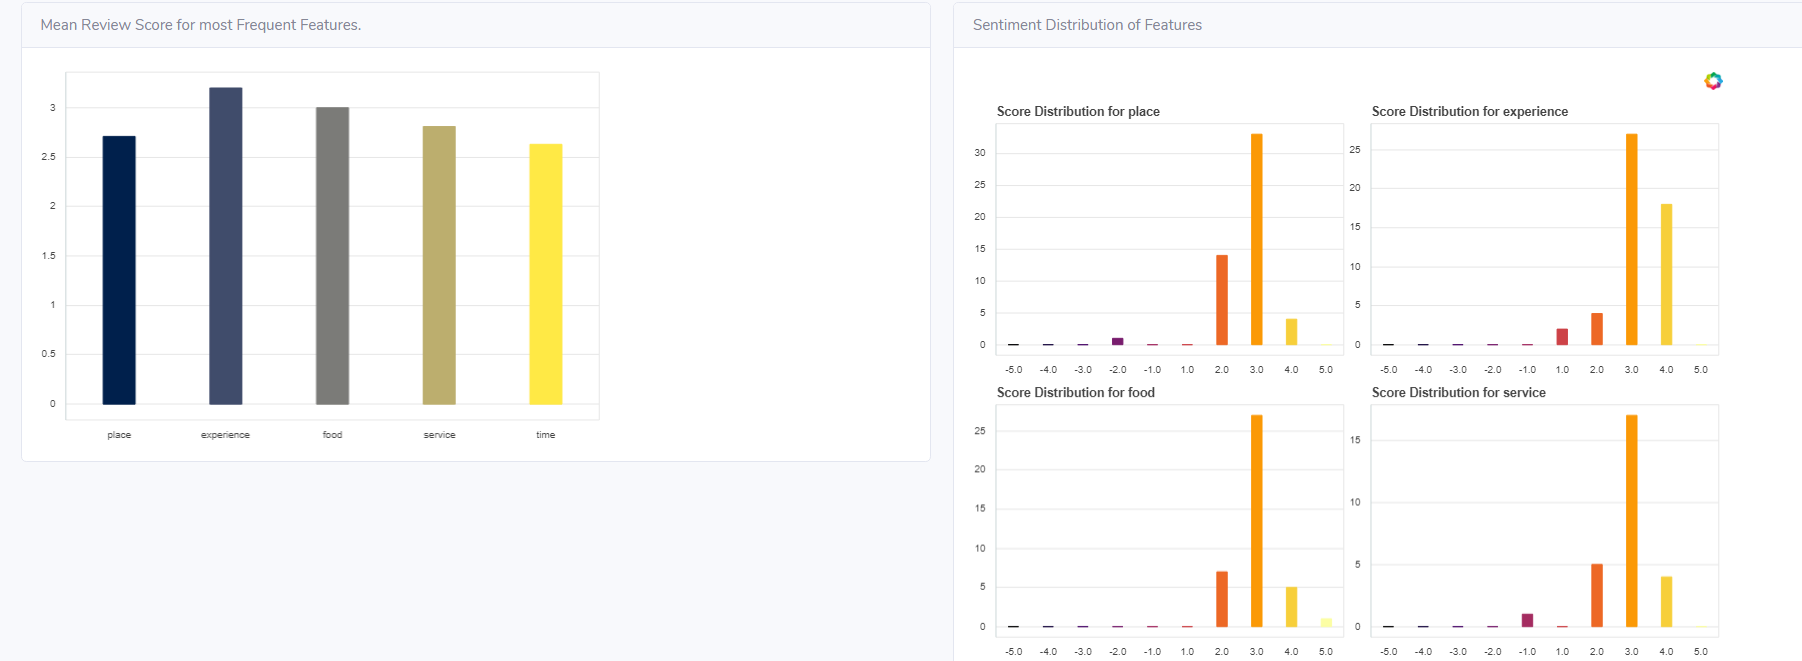 Mean Review Score for most Frequent Features.
3
2.5
2
1.5
1
0.5
0
place experience food service time
Sentiment Distribution of Features
Score Distribution for place
30
25
20
15
10
5
0
-5.0 -4.0 -3.0 -2.0 -1.0 1.0 2.0 3.0 4.0 5.0
Score Distribution for experience
25
20
15
10
5
0
-5.0 -4.0 -3.0 -2.0 -1.0 1.0 2.0 3.0 4.0 5.0
Score Distribution for food
25
20
15
10
5
0
-5.0 -4.0 -3.0 -2.0 -1.0 1.0 2.0 3.0 4.0 5.0
Score Distribution for service
15
10
5
0
-5.0 -4.0 -3.0 -2.0 -1.0 1.0 2.0 3.0 4.0 5.0